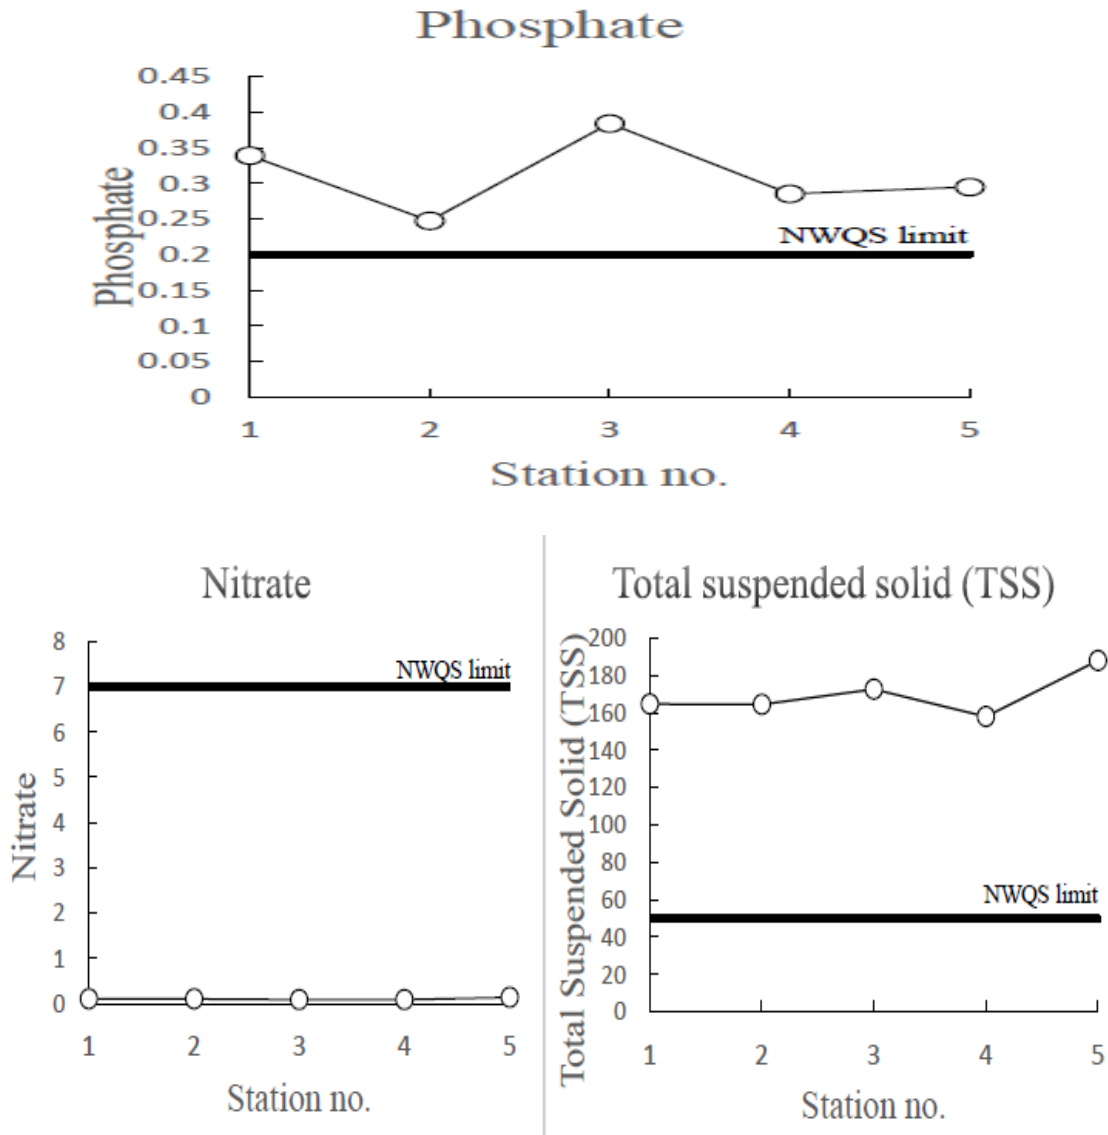 Phosphate
0.45
0.4
0.35
0.3
0.25
0.2
0.15
0.1
0.05
0
Phosphate
NWQS limit
1 2 3 4 5
Station no.
Nitrate
8
7
6
5
4
3
2
1
0
Nitrate
NWQS limit
1 2 3 4 5
Station no.
Total suspended solid (TSS)
200
180
160
140
120
100
80
60
40
20
0
Total Suspended Solid (TSS)
NWQS limit
1 2 3 4 5
Station no.